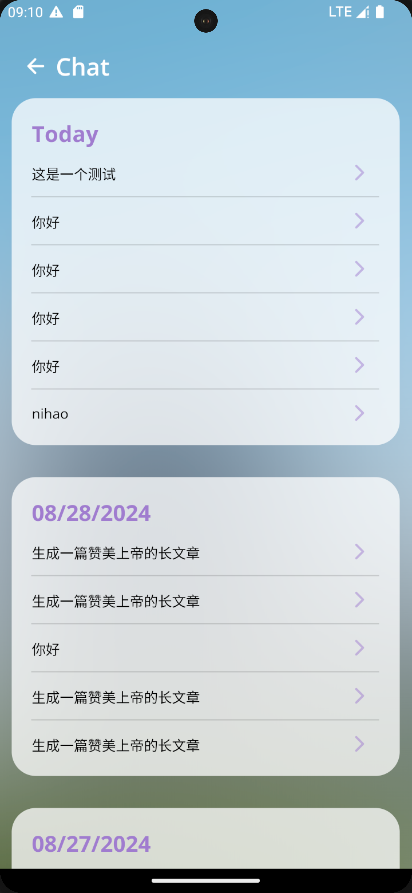 09:10
LTE
Chat
Today
这是一个测试
你好
你好
你好
你好
nihao
08/28/2024
生成一篇赞美上帝的长文章
生成一篇赞美上帝的长文章
你好
生成一篇赞美上帝的长文章
生成一篇赞美上帝的长文章
08/27/2024